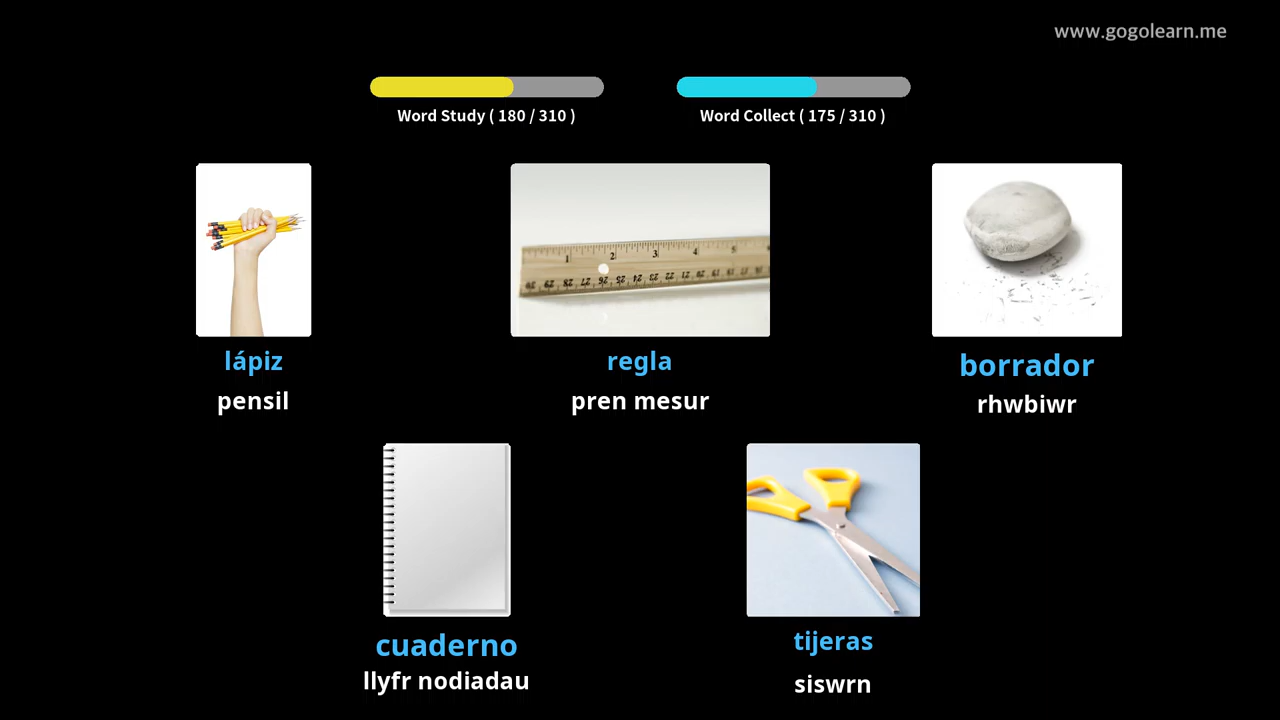 www.gogolearn.me
Word Study ( 180 / 310 )
Word Collect ( 175 / 310 )
lápiz
pensil
regla
pren mesur
borrador
rhwbiwr
cuaderno
llyfr nodiadau
tijeras
siswrn